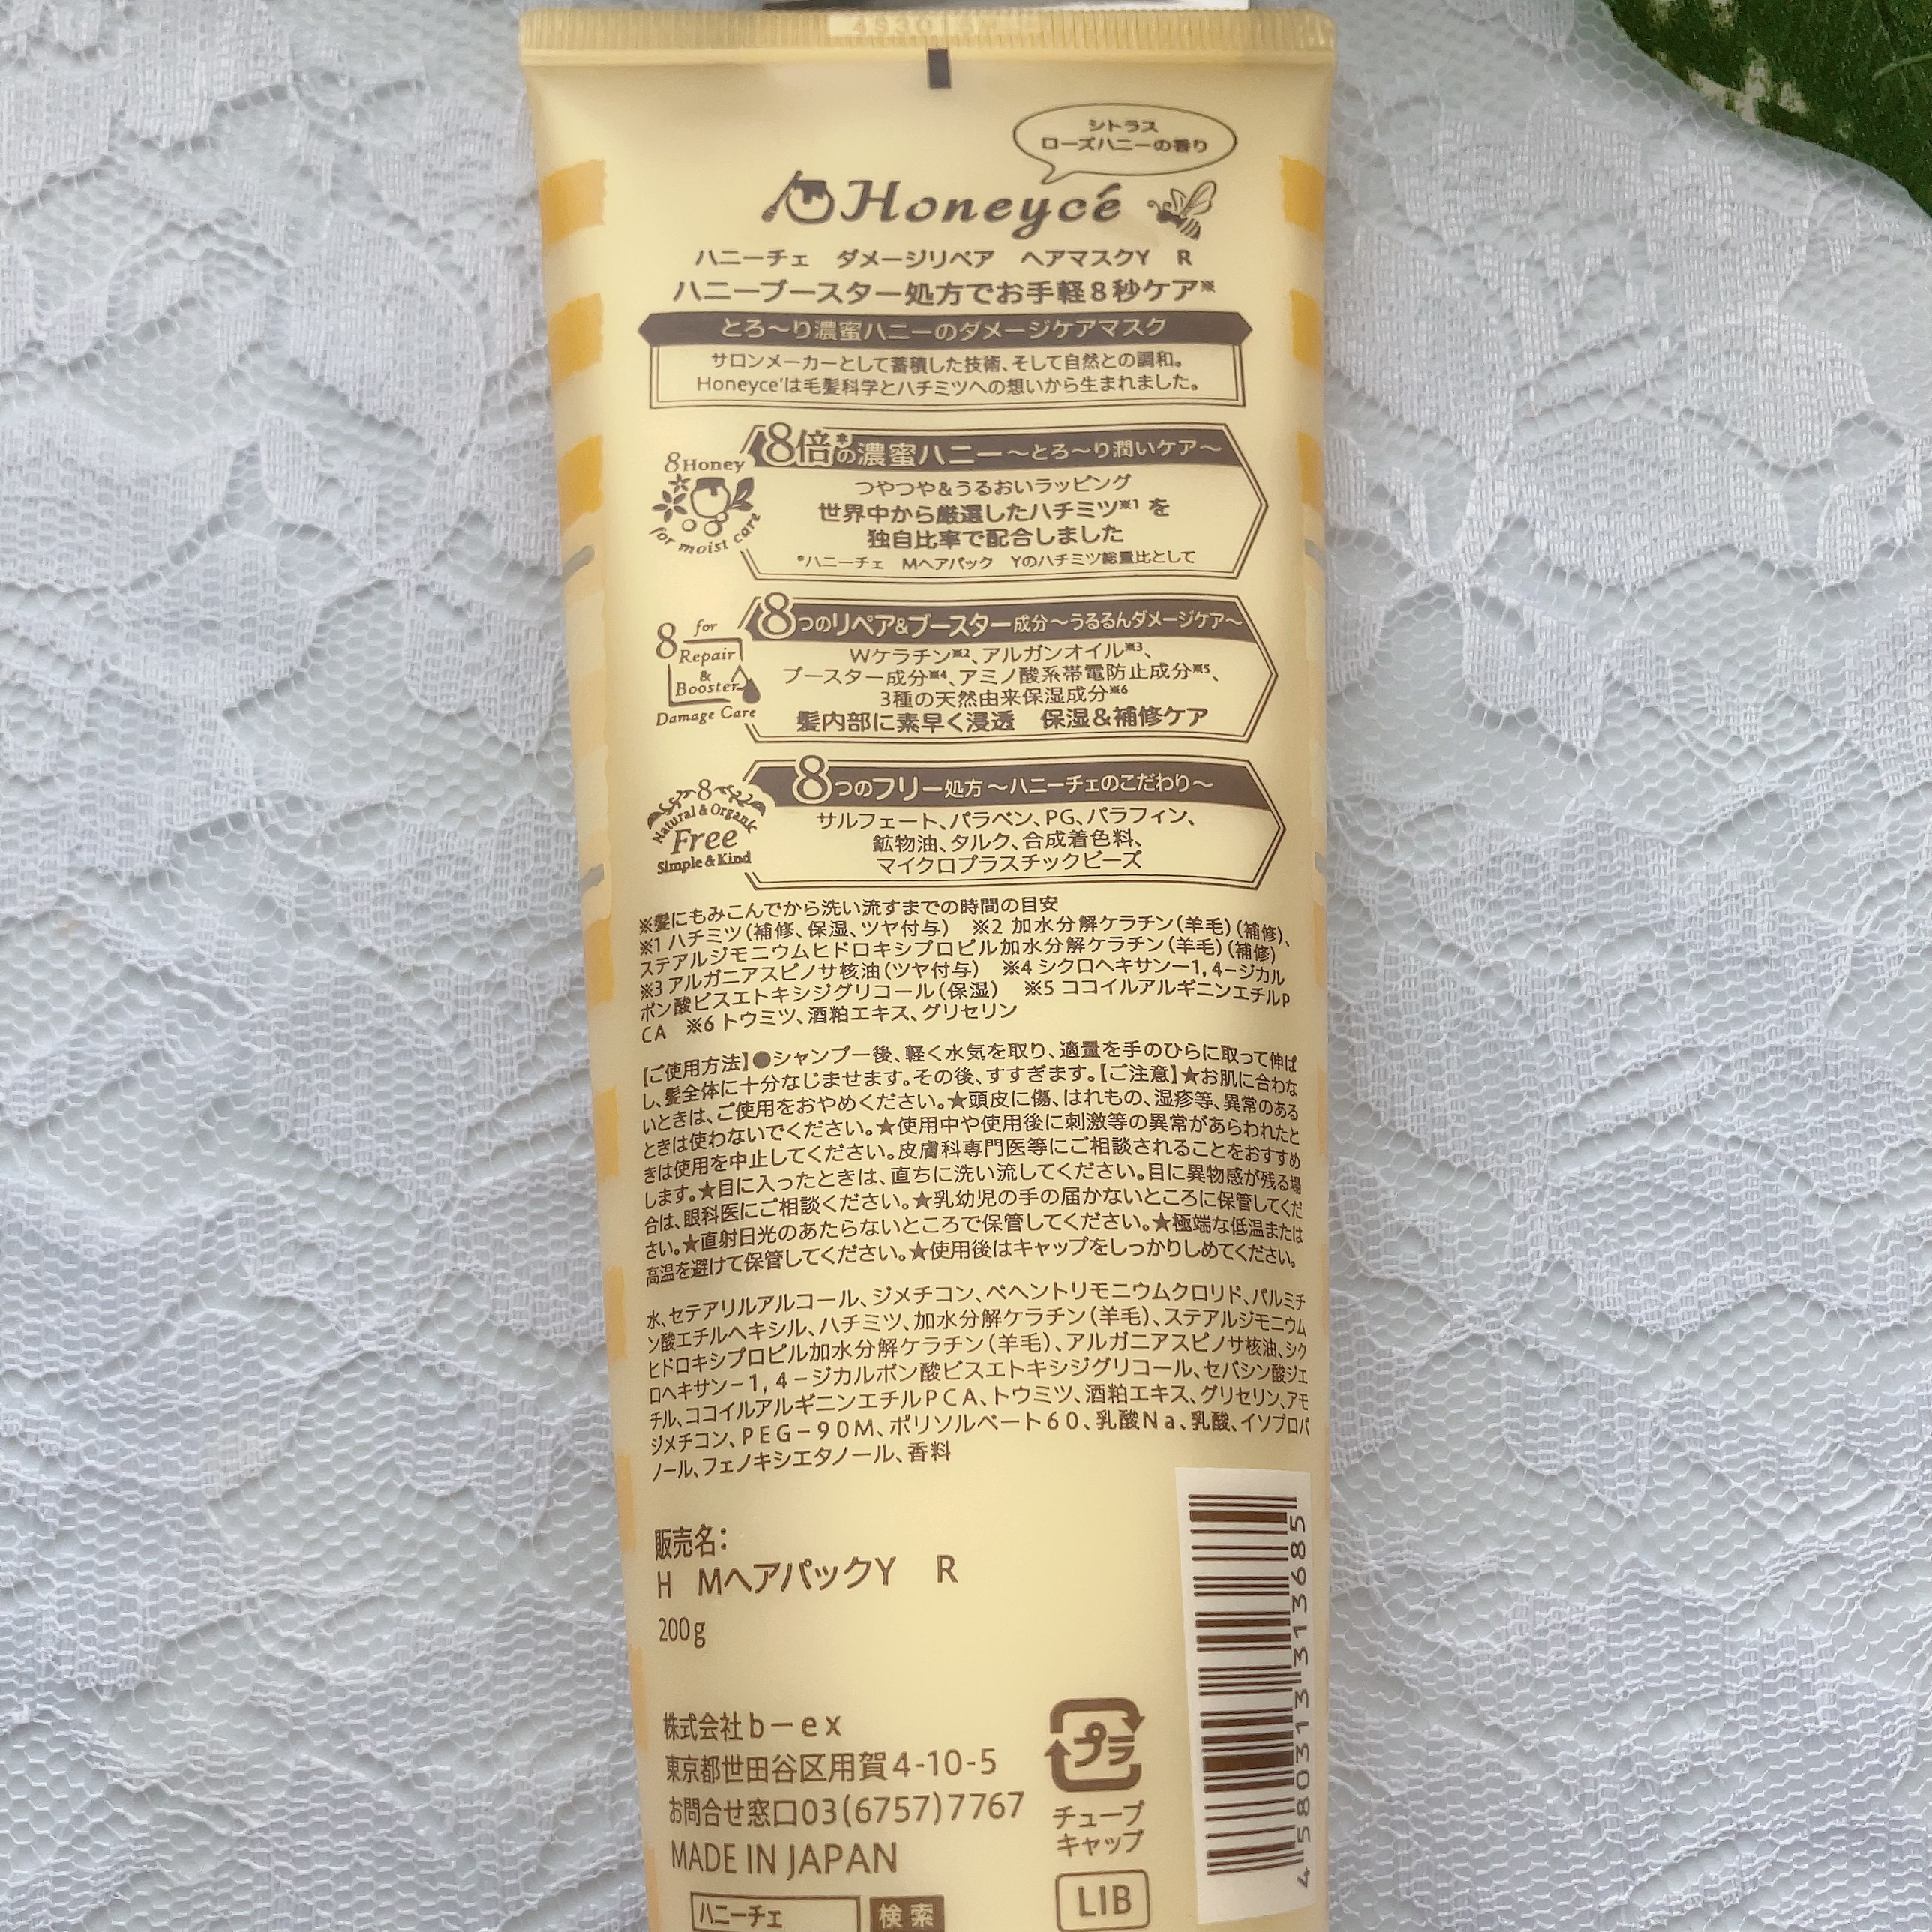 シトラス
ローズハニーの香り
Honeycé
ハニーチェ ダメージリペア ヘアマスクY R
ハニーブースター処方でお手軽8秒ケア※
とろ〜り濃蜜ハニーのダメージケアマスク
サロンメーカーとして蓄積した技術、そして自然との調和。
Honeyce'は毛髪科学とハチミツへの想いから生まれました。
8Honey
for moist care
8倍*の濃蜜ハニー〜とろ〜り潤いケア〜
つやつや&うるおいラッピング
世界中から厳選したハチミツ※1 を
独自比率で配合しました
*ハニーチェ Mヘアパック Yのハチミツ総量比として
8 for
Repair
&
Booster
Damage Care
8つのリペア&ブースター成分〜うるるんダメージケア〜
Wケラチン※2、アルガンオイル※3、
ブースター成分※4、アミノ酸系帯電防止成分※5、
3種の天然由来保湿成分※6
髪内部に素早く浸透 保湿&補修ケア
8
Natural & Organic
Free
Simple & Kind
8つのフリー処方〜ハニーチェのこだわり〜
サルフェート、パラベン、PG、パラフィン、
鉱物油、タルク、合成着色料、
マイクロプラスチックビーズ
※髪にもみこんでから洗い流すまでの時間の目安
※1 ハチミツ(補修、保湿、ツヤ付与) ※2 加水分解ケラチン(羊毛)(補修)、
ステアルジモニウムヒドロキシプロピル加水分解ケラチン(羊毛)(補修)
※3 アルガニアスピノサ核油(ツヤ付与) ※4 シクロヘキサン−1,4−ジカル
ボン酸ビスエトキシジグリコール(保湿) ※5 ココイルアルギニンエチルP
CA ※6 トウミツ、酒粕エキス、グリセリン
【ご使用方法】●シャンプー後、軽く水気を取り、適量を手のひらに取って伸ば
し、髪全体に十分なじませます。その後、すすぎます。【ご注意】★お肌に合わな
いときは、ご使用をおやめください。★頭皮に傷、はれもの、湿疹等、異常のある
ときは使わないでください。★使用中や使用後に刺激等の異常があらわれたと
きは使用を中止してください。皮膚科専門医等にご相談されることをおすすめ
します。★目に入ったときは、直ちに洗い流してください。目に異物感が残る場
合は、眼科医にご相談ください。★乳幼児の手の届かないところに保管してくだ
さい。★直射日光のあたらないところで保管してください。★極端な低温または
高温を避けて保管してください。★使用後はキャップをしっかりしめてください。
水、セテアリルアルコール、ジメチコン、ベヘントリモニウムクロリド、パルミチ
ン酸エチルヘキシル、ハチミツ、加水分解ケラチン(羊毛)、ステアルジモニウム
ヒドロキシプロピル加水分解ケラチン(羊毛)、アルガニアスピノサ核油、シク
ロヘキサン−1,4−ジカルボン酸ビスエトキシジグリコール、セバシン酸ジエ
チル、ココイルアルギニンエチルPCA、トウミツ、酒粕エキス、グリセリン、アモ
ジメチコン、PEG−90M、ポリソルベート60、乳酸Na、乳酸、イソプロパ
ノール、フェノキシエタノール、香料
販売名：
H MヘアパックY R
200g
株式会社b−ex
東京都世田谷区用賀4-10-5
お問合せ窓口03(6757)7767
MADE IN JAPAN
ハニーチェ 検索
プラ
チューブ
キャップ
LIB
4580313313685